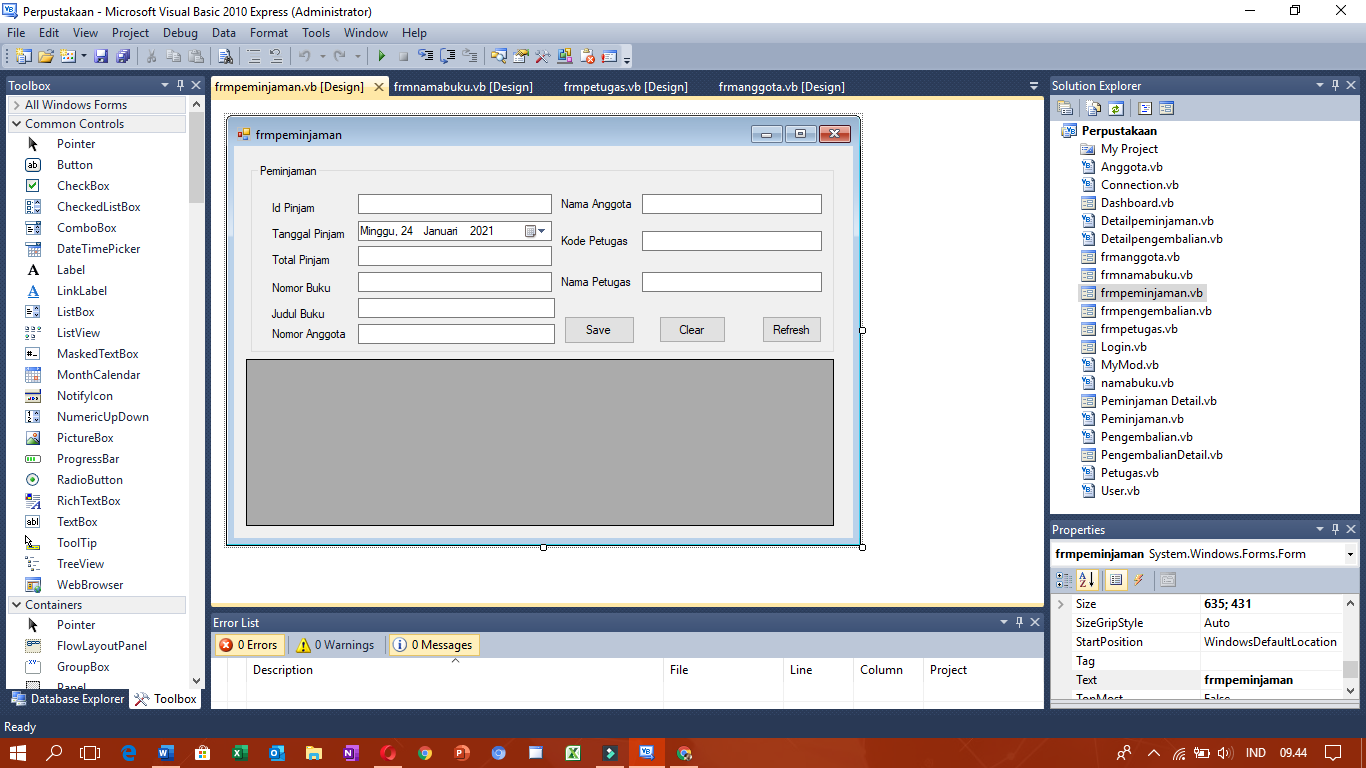 Perpustakaan - Microsoft Visual Basic 2010 Express (Administrator)
File Edit View Project Debug Data Format Tools Window Help
Toolbox
All Windows Forms
Common Controls
Pointer
Button
CheckBox
CheckedListBox
ComboBox
DateTimePicker
Label
LinkLabel
ListBox
ListView
MaskedTextBox
MonthCalendar
NotifyIcon
NumericUpDown
PictureBox
ProgressBar
RadioButton
RichTextBox
TextBox
ToolTip
TreeView
WebBrowser
Containers
Pointer
FlowLayoutPanel
GroupBox
Panel
Database Explorer Toolbox
frmpeminjaman.vb [Design] frmnamabuku.vb [Design] frmpetugas.vb [Design] frmanggota.vb [Design]
frmpeminjaman
Peminjaman
Id Pinjam
Tanggal Pinjam Minggu, 24 Januari 2021
Total Pinjam
Nomor Buku
Judul Buku
Nomor Anggota
Nama Anggota
Kode Petugas
Nama Petugas
Save Clear Refresh
Error List
0 Errors 0 Warnings 0 Messages
Description File Line Column Project
Solution Explorer
Perpustakaan
My Project
Anggota.vb
Connection.vb
Dashboard.vb
Detailpeminjaman.vb
Detailpengembalian.vb
frmanggota.vb
frmnamabuku.vb
frmpeminjaman.vb
frmpengembalian.vb
frmpetugas.vb
Login.vb
MyMod.vb
namabuku.vb
Peminjaman Detail.vb
Peminjaman.vb
Pengembalian.vb
PengembalianDetail.vb
Petugas.vb
User.vb
Properties
frmpeminjaman System.Windows.Forms.Form
Size 635; 431
SizeGripStyle Auto
StartPosition WindowsDefaultLocation
Tag
Text frmpeminjaman
TopMost False
Ready
IND 09.44